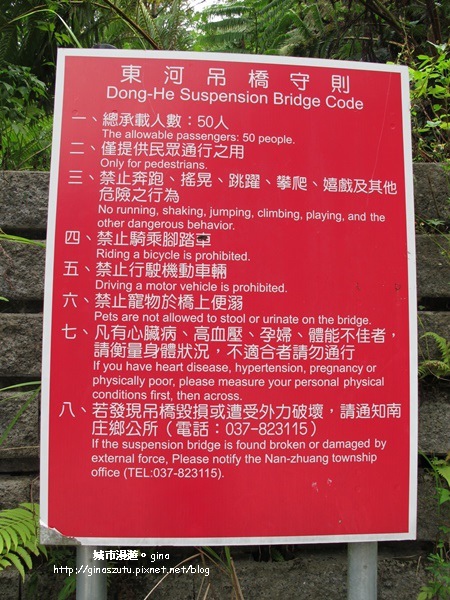 東河吊橋守則
Dong-He Suspension Bridge Code
一、總承載人數：50人
The allowable passengers: 50 people.
二、僅提供民眾通行之用
Only for pedestrians.
三、禁止奔跑、搖晃、跳躍、攀爬、嬉戲及其他
危險之行為
No running, shaking, jumping, climbing, playing, and the
other dangerous behavior.
四、禁止騎乘腳踏車
Riding a bicycle is prohibited.
五、禁止行駛機動車輛
Driving a motor vehicle is prohibited.
六、禁止寵物於橋上便溺
Pets are not allowed to stool or urinate on the bridge.
七、凡有心臟病、高血壓、孕婦、體能不佳者，
請衡量身體狀況，不適合者請勿通行
If you have heart disease, hypertension, pregnancy or
physically poor, please measure your personal physical
conditions first, then across.
八、若發現吊橋毀損或遭受外力破壞，請通知南
庄鄉公所（電話：037-823115）
If the suspension bridge is found broken or damaged by
external force, Please notify the Nan-zhuang township
office (TEL:037-823115).
城市漫遊。gina
http://ginaszutu.pixnet.net/blog